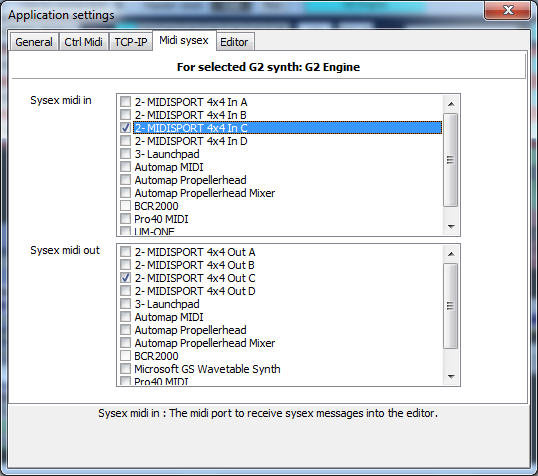 Application settings
General
Ctrl Midi
TCP-IP
Midi sysex
Editor
For selected G2 synth: G2 Engine
Sysex midi in
2- MIDISPORT 4x4 In A
2- MIDISPORT 4x4 In B
2- MIDISPORT 4x4 In C
2- MIDISPORT 4x4 In D
3- Launchpad
Automap MIDI
Automap Propellerhead
Automap Propellerhead Mixer
BCR2000
Pro40 MIDI
UM-ONE
Sysex midi out
2- MIDISPORT 4x4 Out A
2- MIDISPORT 4x4 Out B
2- MIDISPORT 4x4 Out C
2- MIDISPORT 4x4 Out D
3- Launchpad
Automap MIDI
Automap Propellerhead
Automap Propellerhead Mixer
BCR2000
Microsoft GS Wavetable Synth
Pro40 MIDI
Sysex midi in : The midi port to receive sysex messages into the editor.